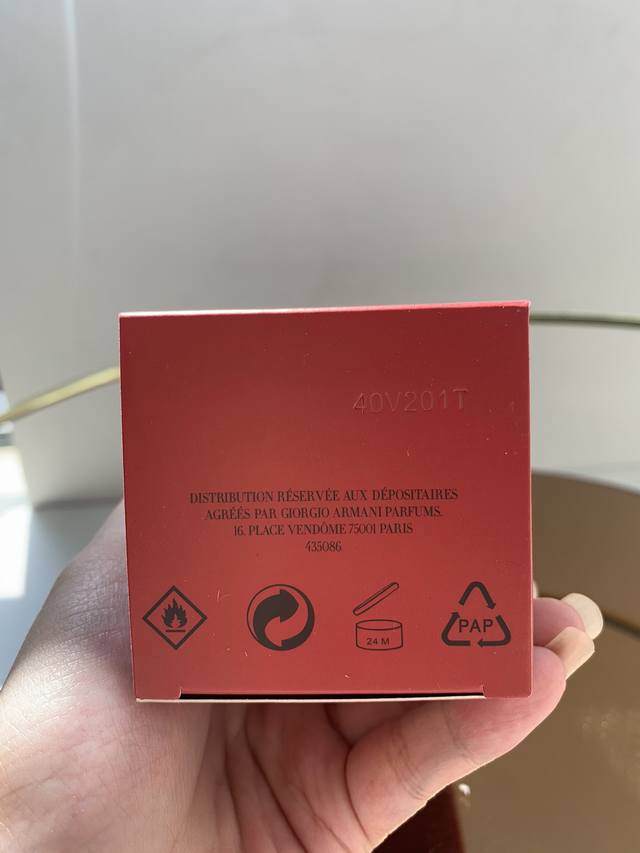 40V201T
DISTRIBUTION RÉSERVÉE AUX DÉPOSITAIRES
AGRÉÉS PAR GIORGIO ARMANI PARFUMS.
16, PLACE VENDÔME 75001 PARIS
435086
24 M
PAP